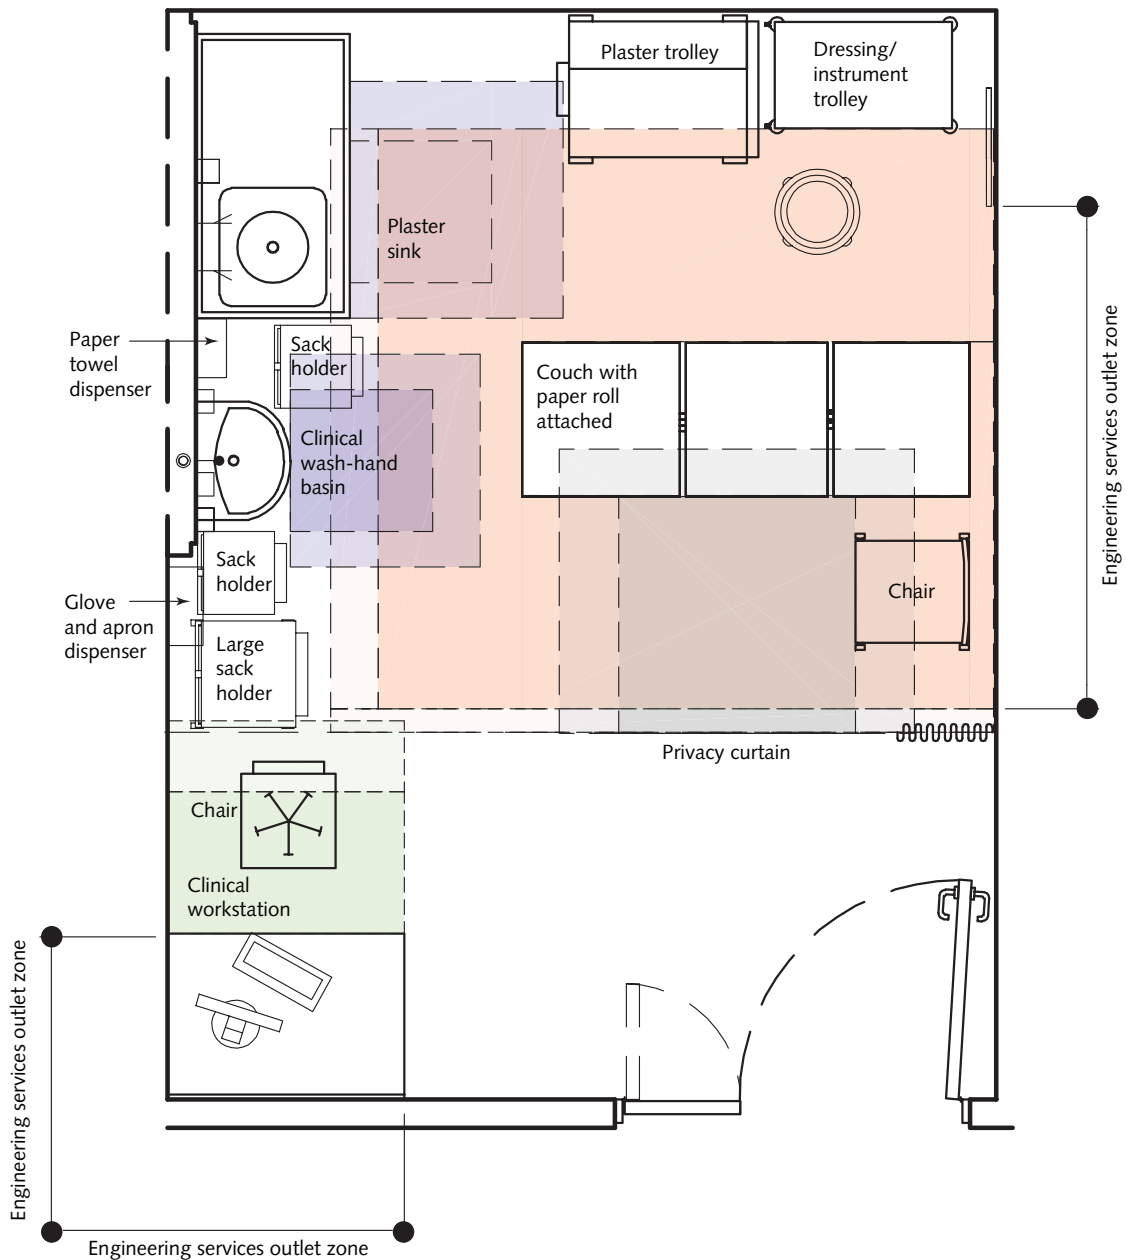 Plaster trolley
Dressing/
instrument
trolley
Plaster
sink
Paper
towel
dispenser
Sack
holder
Couch with
paper roll
attached
Clinical
wash-hand
basin
Engineering services outlet zone
Sack
holder
Glove
and apron
dispenser
Chair
Large
sack
holder
Privacy curtain
Chair
Clinical
workstation
Engineering services outlet zone
Engineering services outlet zone